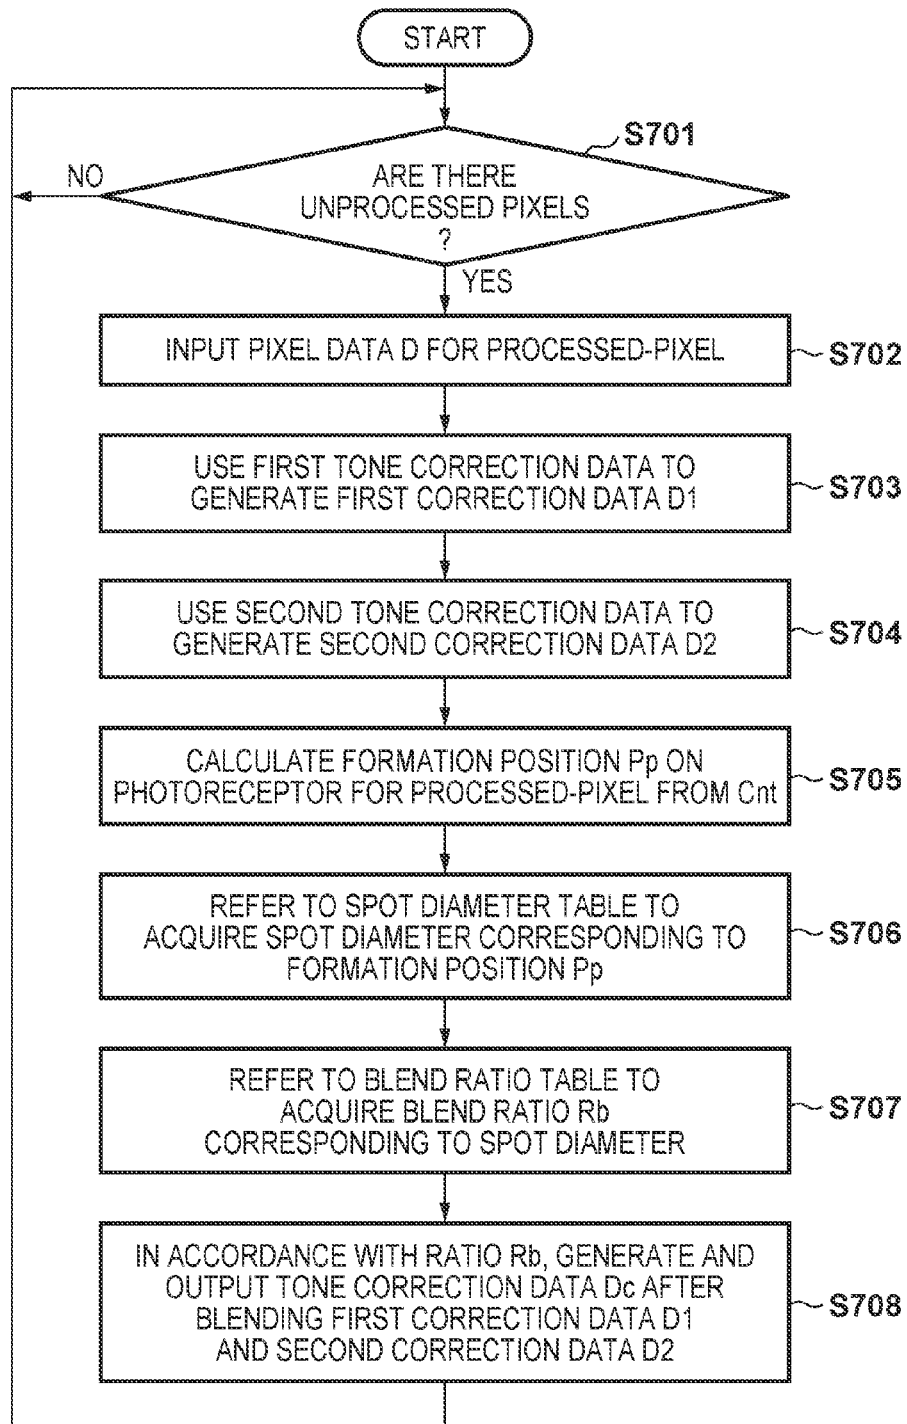 START
S701
NO
ARE THERE
UNPROCESSED PIXELS
?
YES
INPUT PIXEL DATA D FOR PROCESSED-PIXEL
S702
USE FIRST TONE CORRECTION DATA TO
GENERATE FIRST CORRECTION DATA D1
S703
USE SECOND TONE CORRECTION DATA TO
GENERATE SECOND CORRECTION DATA D2
S704
CALCULATE FORMATION POSITION Pp ON
PHOTORECEPTOR FOR PROCESSED-PIXEL FROM Cnt
S705
REFER TO SPOT DIAMETER TABLE TO
ACQUIRE SPOT DIAMETER CORRESPONDING TO
FORMATION POSITION Pp
S706
REFER TO BLEND RATIO TABLE TO
ACQUIRE BLEND RATIO Rb
CORRESPONDING TO SPOT DIAMETER
S707
IN ACCORDANCE WITH RATIO Rb, GENERATE AND
OUTPUT TONE CORRECTION DATA Dc AFTER
BLENDING FIRST CORRECTION DATA D1
AND SECOND CORRECTION DATA D2
S708